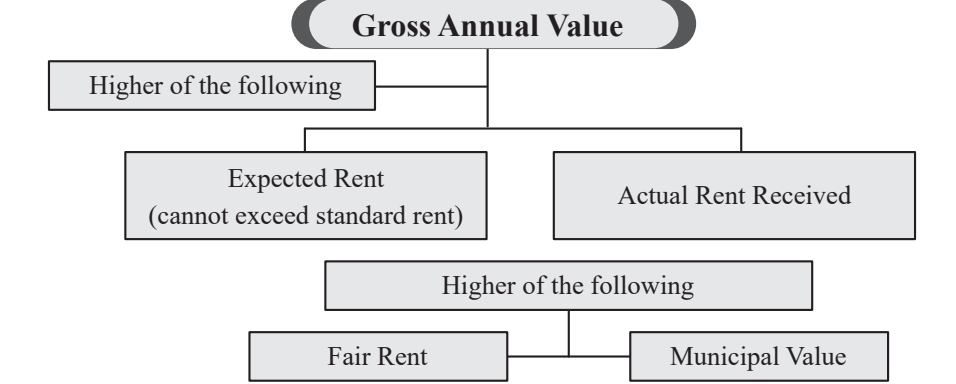 Gross Annual Value
Higher of the following
Expected Rent
(cannot exceed standard rent)
Actual Rent Received
Higher of the following
Fair Rent
Municipal Value